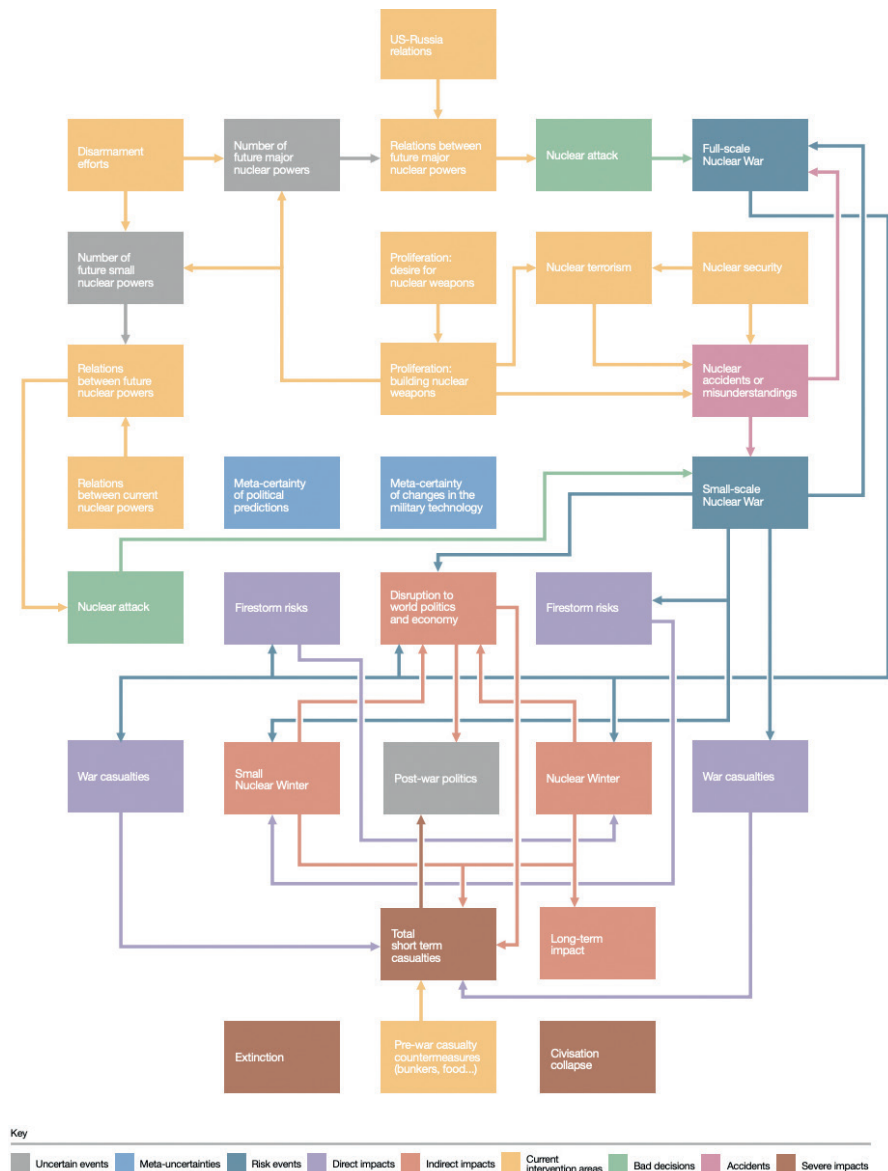 US-Russia
relations
Disarmament
efforts
Number of
future major
nuclear powers
Relations between
future major
nuclear powers
Nuclear attack
Full-scale
Nuclear War
Number of
future small
nuclear powers
Proliferation:
desire for
nuclear weapons
Nuclear terrorism
Nuclear security
Relations
between future
nuclear powers
Proliferation:
building nuclear
weapons
Nuclear
accidents or
misunderstandings
Relations
between current
nuclear powers
Meta-certainty
of political
predictions
Meta-certainty
of changes in the
military technology
Small-scale
Nuclear War
Nuclear attack
Firestorm risks
Disruption to
world politics
and economy
Firestorm risks
War casualties
Small
Nuclear Winter
Post-war politics
Nuclear Winter
War casualties
Total
short term
casualties
Long-term
impact
Extinction
Pre-war casualty
countermeasures
(bunkers, food...)
Civisation
collapse
Key
Uncertain events
Meta-uncertainties
Risk events
Direct impacts
Indirect impacts
Current
intervention areas
Bad decisions
Accidents
Severe impacts